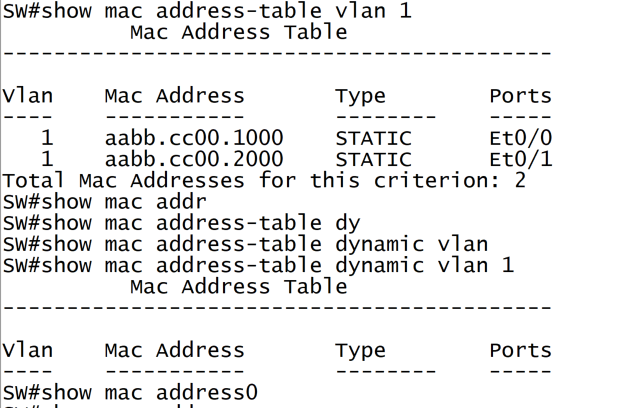 SW#show mac address-table vlan 1
Mac Address Table
-------------------------------------------
Vlan Mac Address Type Ports
---- ----------- -------- -----
1 aabb.cc00.1000 STATIC Et0/0
1 aabb.cc00.2000 STATIC Et0/1
Total Mac Addresses for this criterion: 2
SW#show mac addr
SW#show mac address-table dy
SW#show mac address-table dynamic vlan
SW#show mac address-table dynamic vlan 1
Mac Address Table
-------------------------------------------
Vlan Mac Address Type Ports
---- ----------- -------- -----
SW#show mac address0